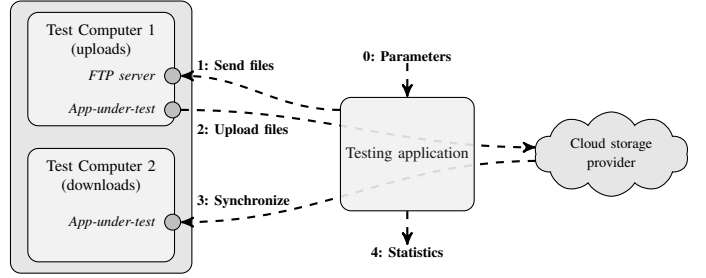 Test Computer 1
(uploads)
FTP server
App-under-test
1: Send files
2: Upload files
0: Parameters
Testing application
Cloud storage
provider
Test Computer 2
(downloads)
App-under-test
3: Synchronize
4: Statistics